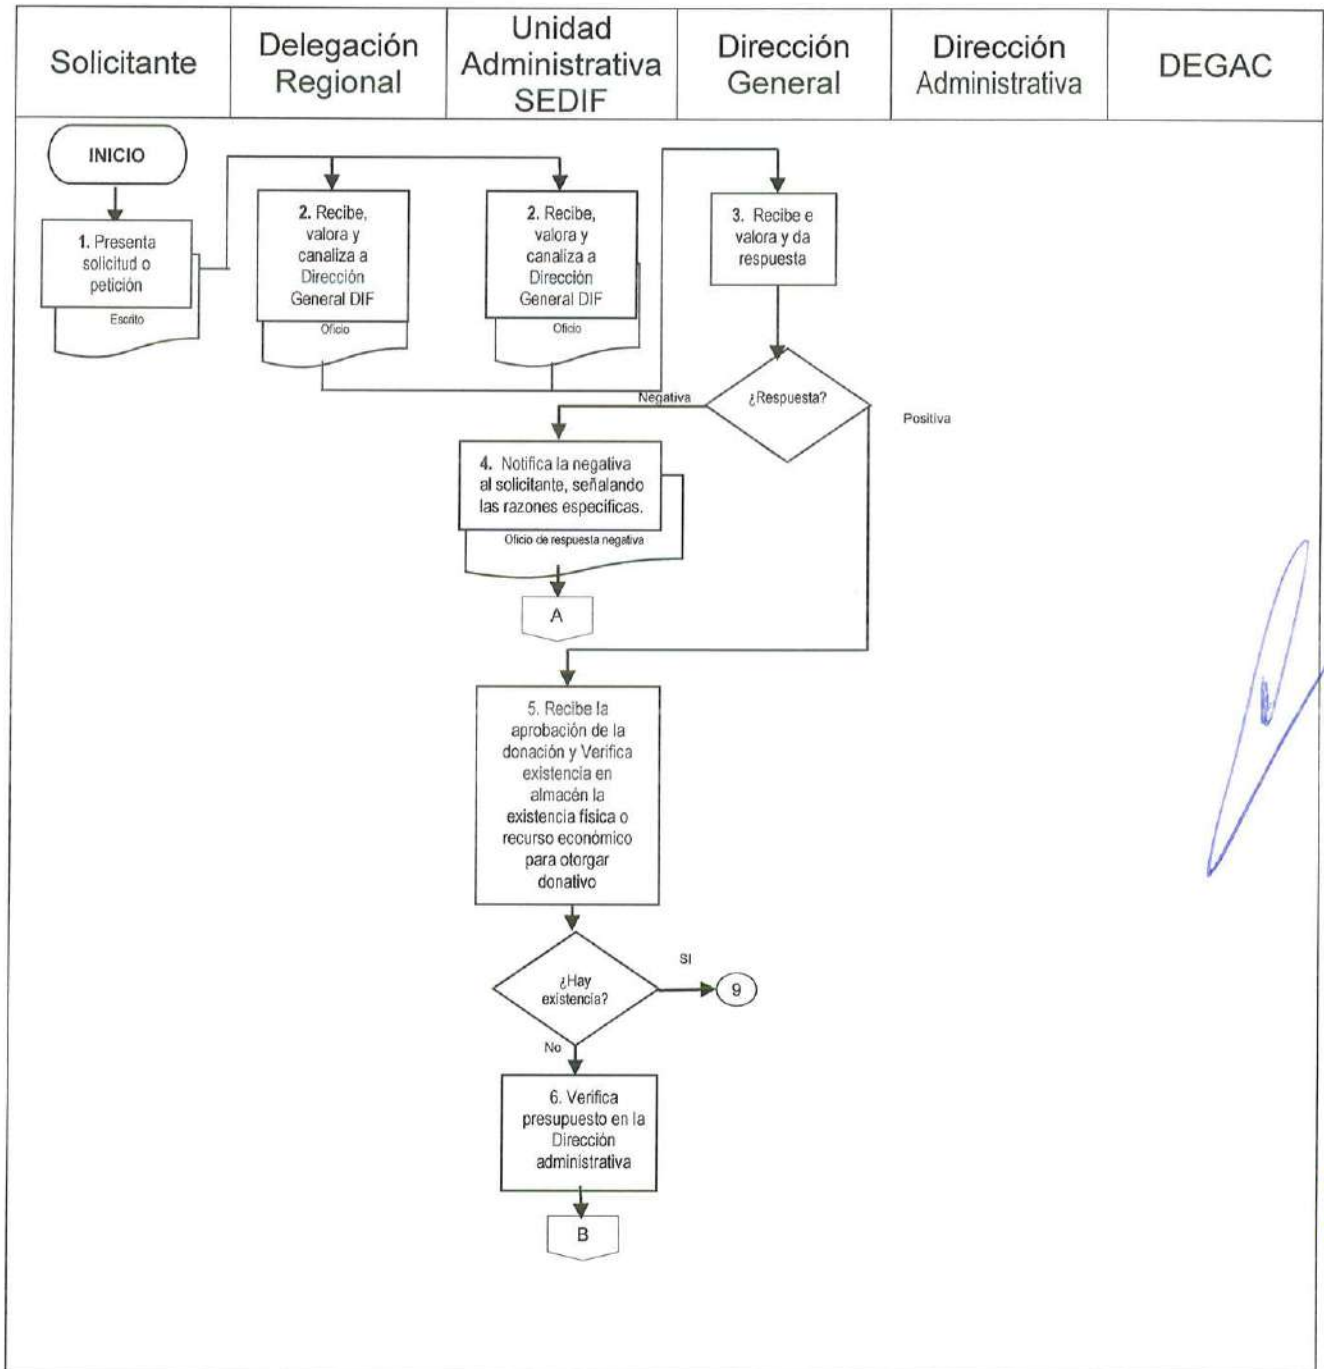 Solicitante
Delegación
Regional
Unidad
Administrativa
SEDIF
Dirección
General
Dirección
Administrativa
DEGAC
INICIO
1. Presenta
solicitud o
petición
Escrito
2. Recibe,
valora y
canaliza a
Dirección
General DIF
Oficio
2. Recibe,
valora y
canaliza a
Dirección
General DIF
Oficio
3. Recibe e
valora y da
respuesta
¿Respuesta?
Negativa
Positiva
4. Notifica la negativa
al solicitante, señalando
las razones específicas.
Oficio de respuesta negativa
A
5. Recibe la
aprobación de la
donación y Verifica
existencia en
almacén la
existencia física o
recurso económico
para otorgar
donativo
¿Hay
existencia?
SI
9
No
6. Verifica
presupuesto en la
Dirección
administrativa
B